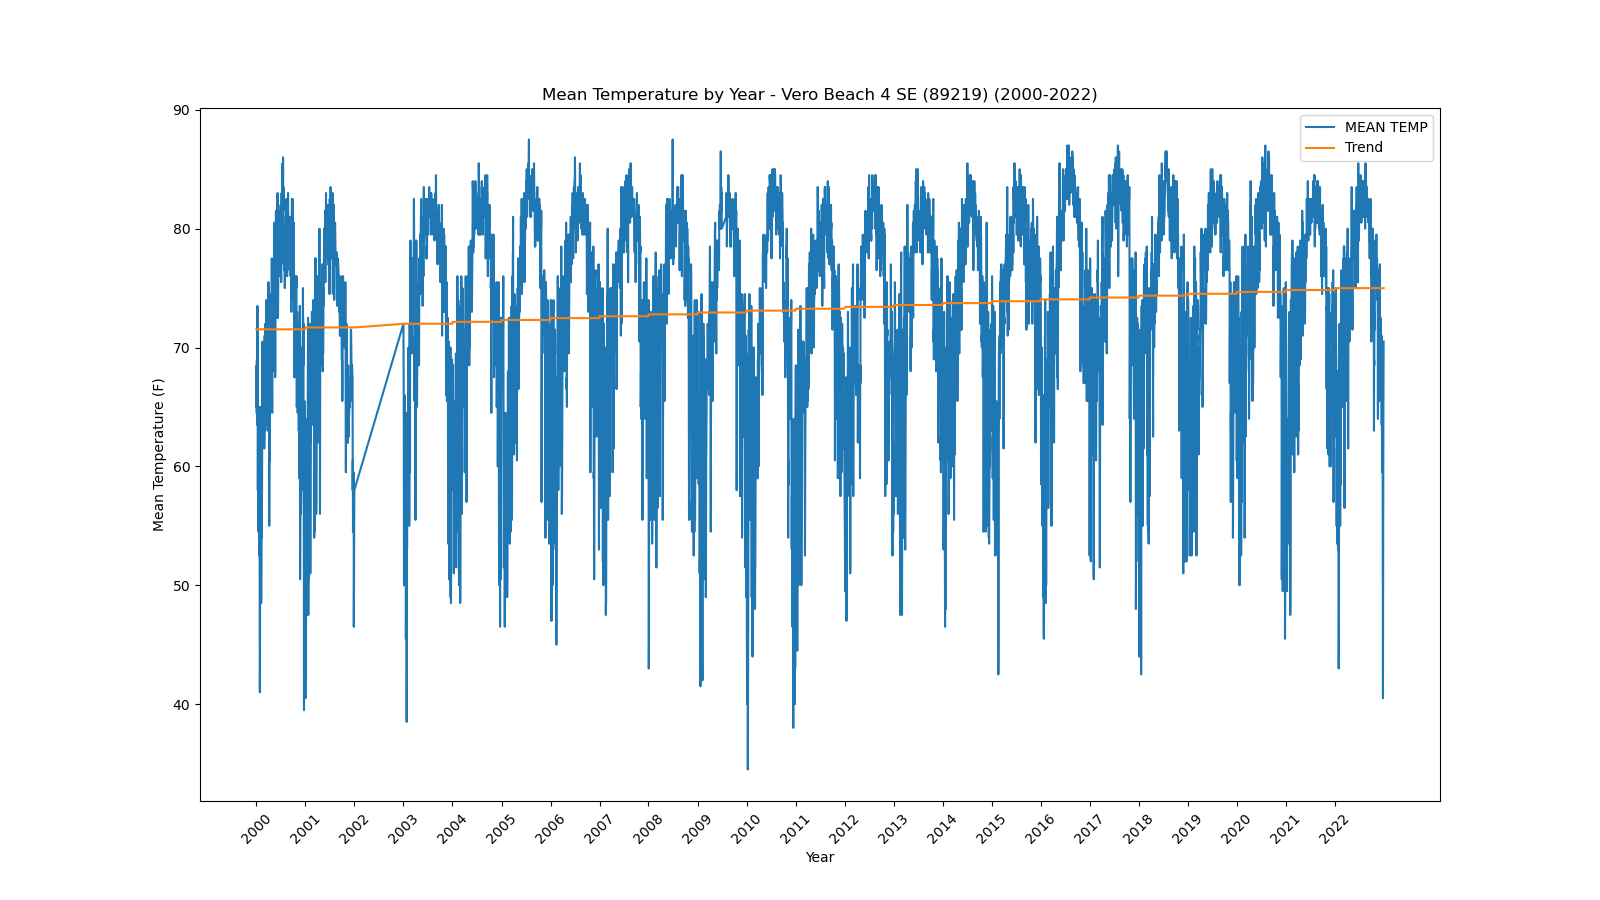 Mean Temperature by Year - Vero Beach 4 SE (89219) (2000-2022)
MEAN TEMP
Trend
90
80
70
60
50
40
Mean Temperature (F)
2000 2001 2002 2003 2004 2005 2006 2007 2008 2009 2010 2011 2012 2013 2014 2015 2016 2017 2018 2019 2020 2021 2022
Year